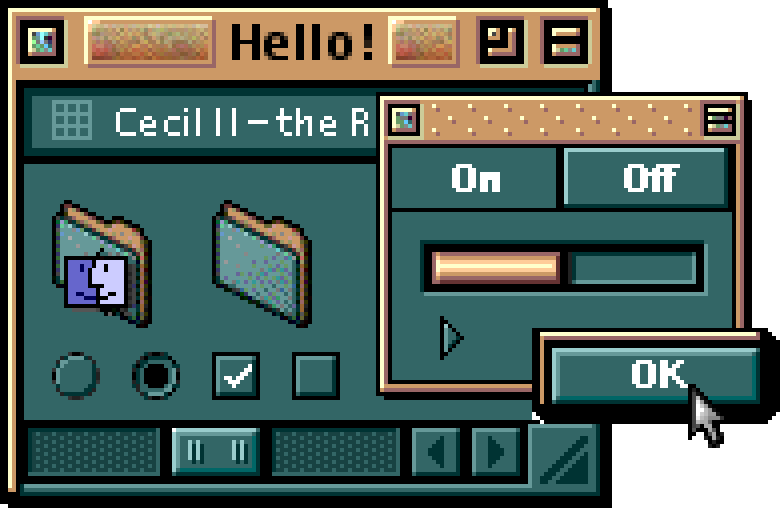 Hello!
Cecil II – the R
On
Off
OK